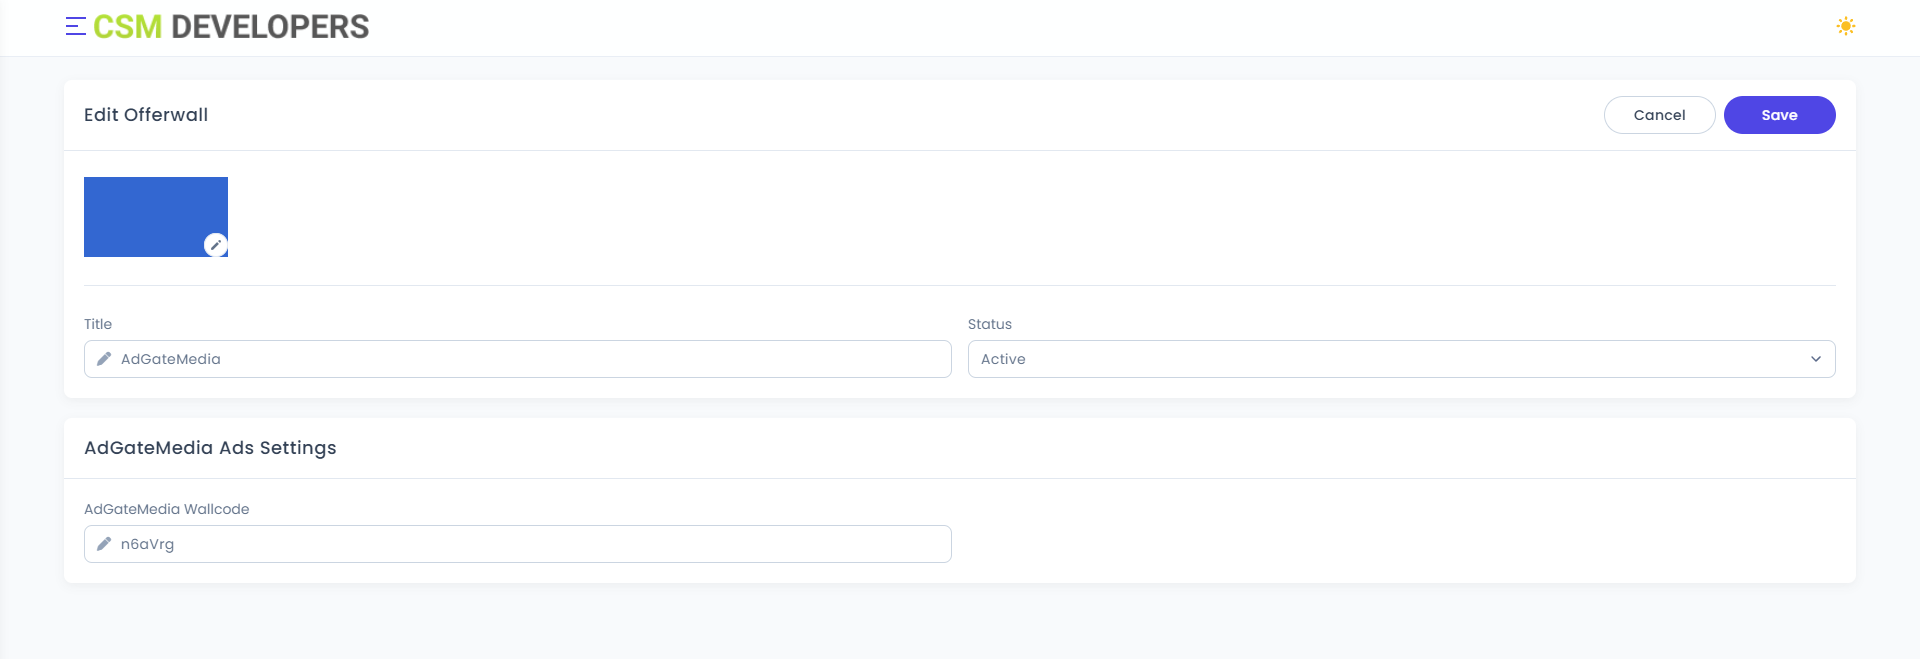 CSM DEVELOPERS
Edit Offerwall
Cancel
Save
Title
Status
AdGateMedia
Active
AdGateMedia Ads Settings
AdGateMedia Wallcode
n6aVrg